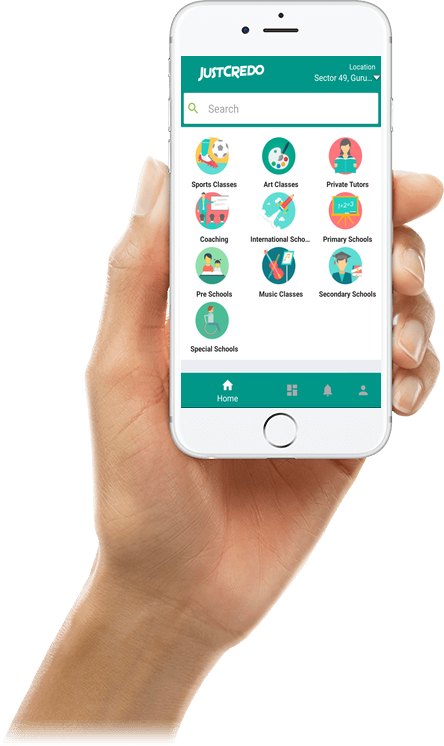 JUSTCREDO
Location
Sector 49, Guru...
Search
Sports Classes
Art Classes
Private Tutors
Coaching
International Scho...
Primary Schools
1+2=3
Pre Schools
Music Classes
Secondary Schools
Special Schools
Home